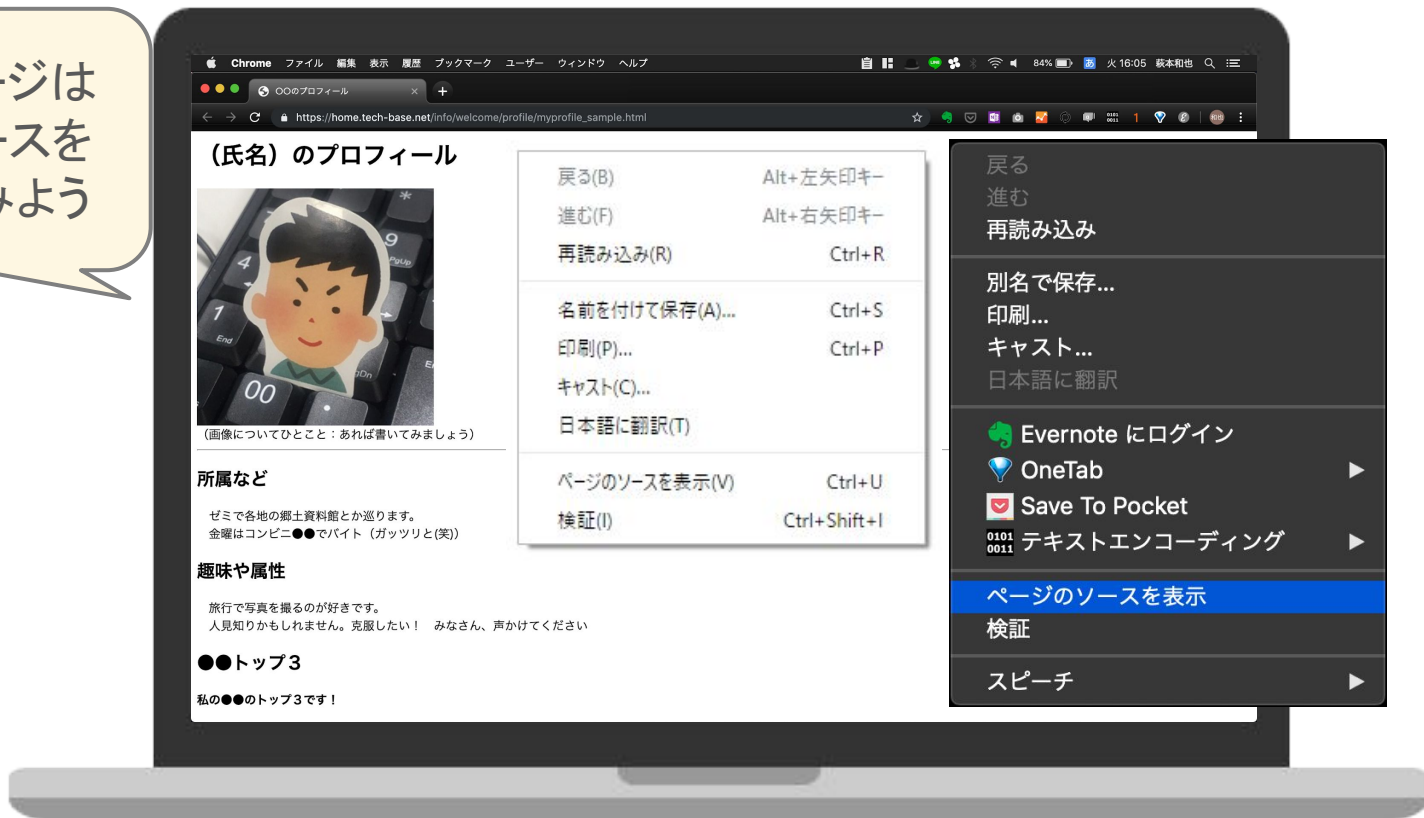 ージは
ースを
みよう
Chrome ファイル 編集 表示 履歴 ブックマーク ユーザー ウィンドウ ヘルプ
84% あ 火 16:05 萩本和也
〇〇のプロフィール
https://home.tech-base.net/info/welcome/profile/myprofile_sample.html
（氏名）のプロフィール
9
PgUp
4
1
End
00
（画像についてひとこと：あれば書いてみましょう）
所属など
ゼミで各地の郷土資料館とか巡ります。
金曜はコンビニ●●でバイト（ガッツリと(笑)）
趣味や属性
旅行で写真を撮るのが好きです。
人見知りかもしれません。克服したい！　みなさん、声かけてください
●●トップ３
私の●●のトップ３です！
戻る(B) Alt+左矢印キー
進む(F) Alt+右矢印キー
再読み込み(R) Ctrl+R
名前を付けて保存(A)... Ctrl+S
印刷(P)... Ctrl+P
キャスト(C)...
日本語に翻訳(T)
ページのソースを表示(V) Ctrl+U
検証(I) Ctrl+Shift+I
戻る
進む
再読み込み
別名で保存...
印刷...
キャスト...
日本語に翻訳
Evernote にログイン
OneTab
Save To Pocket
0101
0011 テキストエンコーディング
ページのソースを表示
検証
スピーチ